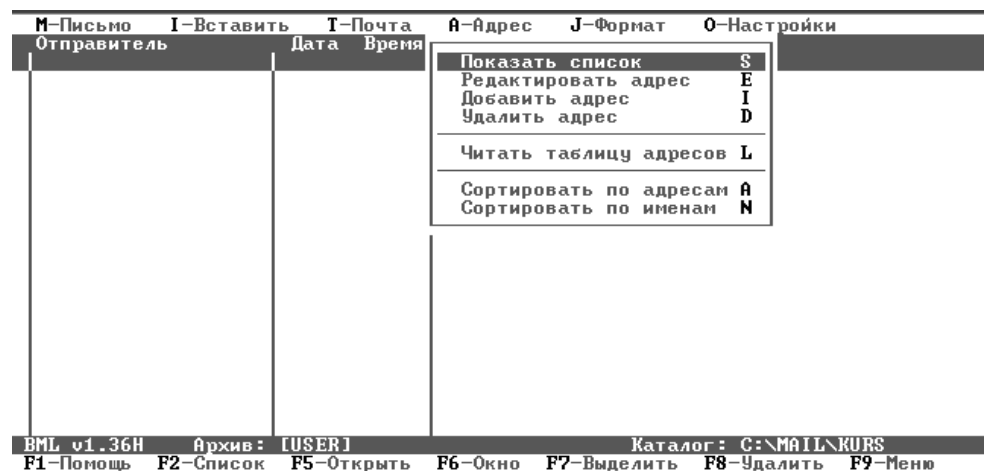 M-Письмо I-Вставить T-Почта A-Адрес J-Формат O-Настройки
Отправитель Дата Время
Показать список S
Редактировать адрес E
Добавить адрес I
Удалить адрес D
Читать таблицу адресов L
Сортировать по адресам A
Сортировать по именам N
BML v1.36H Архив: [USER] Каталог: C:\MAIL\KURS
F1-Помощь F2-Список F5-Открыть F6-Окно F7-Выделить F8-Удалить F9-Меню